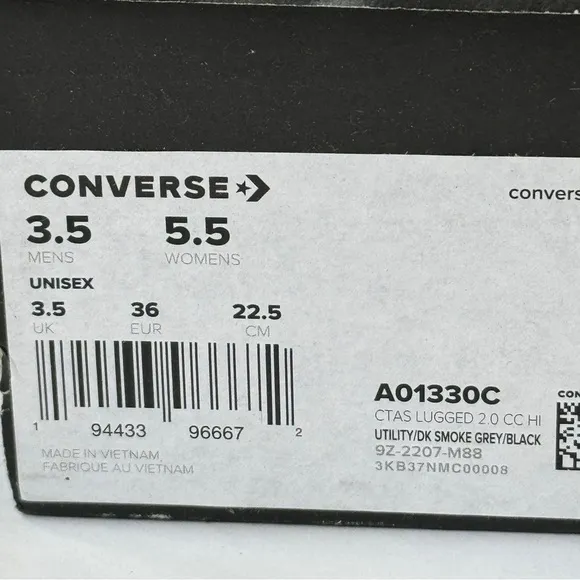 CONVERSE
convers
3.5 5.5
MENS WOMENS
UNISEX
3.5 36 22.5
UK EUR CM
1 94433 96667 2
MADE IN VIETNAM
FABRIQUE AU VIETNAM
A01330C
CTAS LUGGED 2.0 CC HI
UTILITY/DK SMOKE GREY/BLACK
9Z-2207-M88
3KB37NMC00008
CON